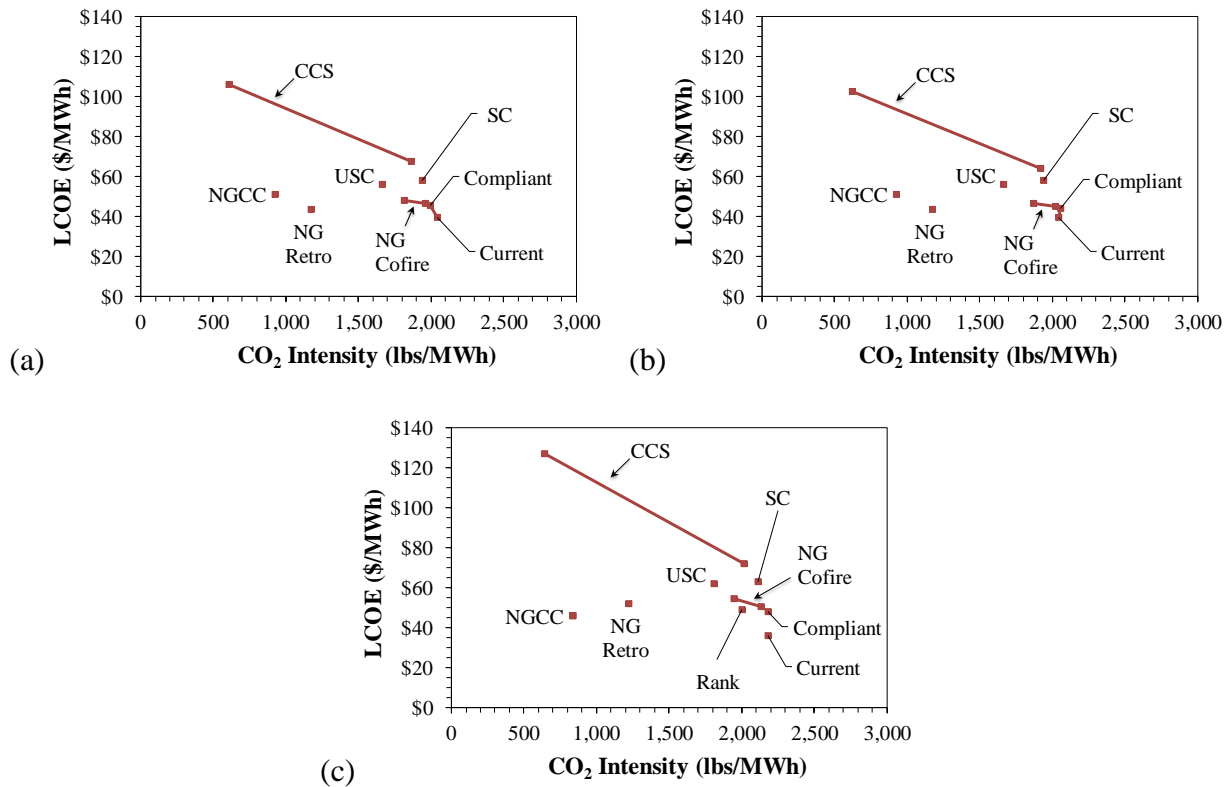 $140
$120
$100
$80
$60
$40
$20
$0
LCOE ($/MWh)
CCS
SC
USC
Compliant
NGCC
NG
Retro
NG
Cofire
Current
0 500 1,000 1,500 2,000 2,500 3,000
CO₂ Intensity (lbs/MWh)
(a)
$140
$120
$100
$80
$60
$40
$20
$0
LCOE ($/MWh)
CCS
SC
USC
Compliant
NGCC
NG
Retro
NG
Cofire
Current
0 500 1,000 1,500 2,000 2,500 3,000
CO₂ Intensity (lbs/MWh)
(b)
$140
$120
$100
$80
$60
$40
$20
$0
LCOE ($/MWh)
CCS
SC
NG
Cofire
USC
NGCC
NG
Retro
Compliant
Rank
Current
0 500 1,000 1,500 2,000 2,500 3,000
CO₂ Intensity (lbs/MWh)
(c)